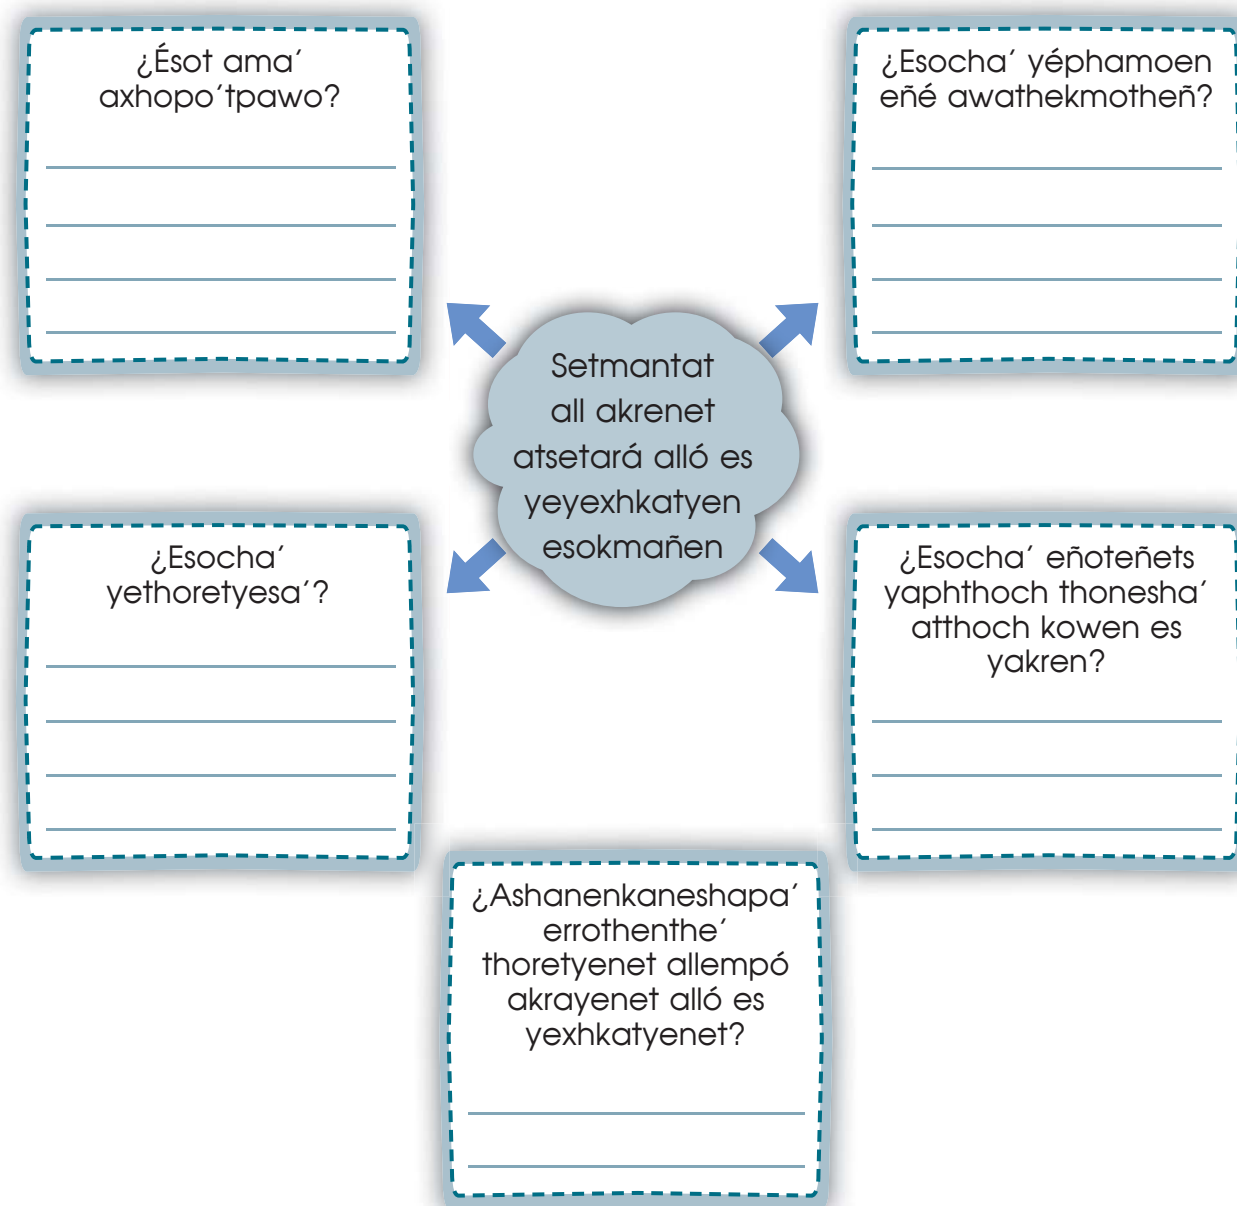 ¿Ésot ama´
axhopo´tpawo?
¿Esocha´ yéphamoen
eñé awathekmotheñ?
Setmantat
all akrenet
atsetará alló es
yeyexhkatyen
esokmañen
¿Esocha´
yethoretyesa´?
¿Esocha´ eñoteñets
yaphthoch thonesha´
atthoch kowen es
yakren?
¿Ashanenkaneshapa´
errothenthe´
thoretyenet allempó
akrayenet alló es
yexhkatyenet?